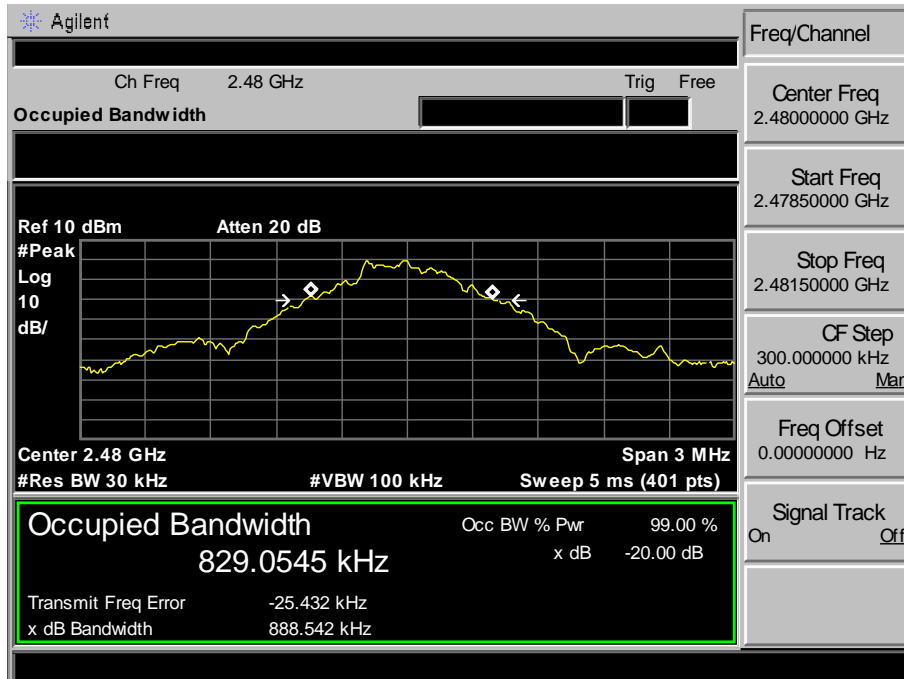 Agilent
Freq/Channel
Ch Freq 2.48 GHz Trig Free
Occupied Bandwidth
Center Freq
2.48000000 GHz
Start Freq
2.47850000 GHz
Stop Freq
2.48150000 GHz
CF Step
300.000000 kHz
Auto Man
Freq Offset
0.00000000 Hz
Signal Track
On Off
Ref 10 dBm Atten 20 dB
#Peak
Log
10
dB/
Center 2.48 GHz Span 3 MHz
#Res BW 30 kHz #VBW 100 kHz Sweep 5 ms (401 pts)
Occupied Bandwidth Occ BW % Pwr 99.00 %
829.0545 kHz x dB -20.00 dB
Transmit Freq Error -25.432 kHz
x dB Bandwidth 888.542 kHz